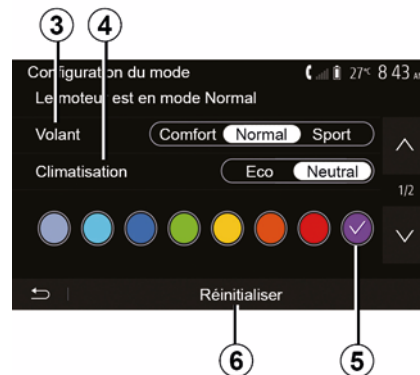 3 4
Configuration du mode 27°C 8 43 AM
Le moteur est en mode Normal
Volant Comfort Normal Sport
Climatisation Eco Neutral
1/2
Réinitialiser
6 5